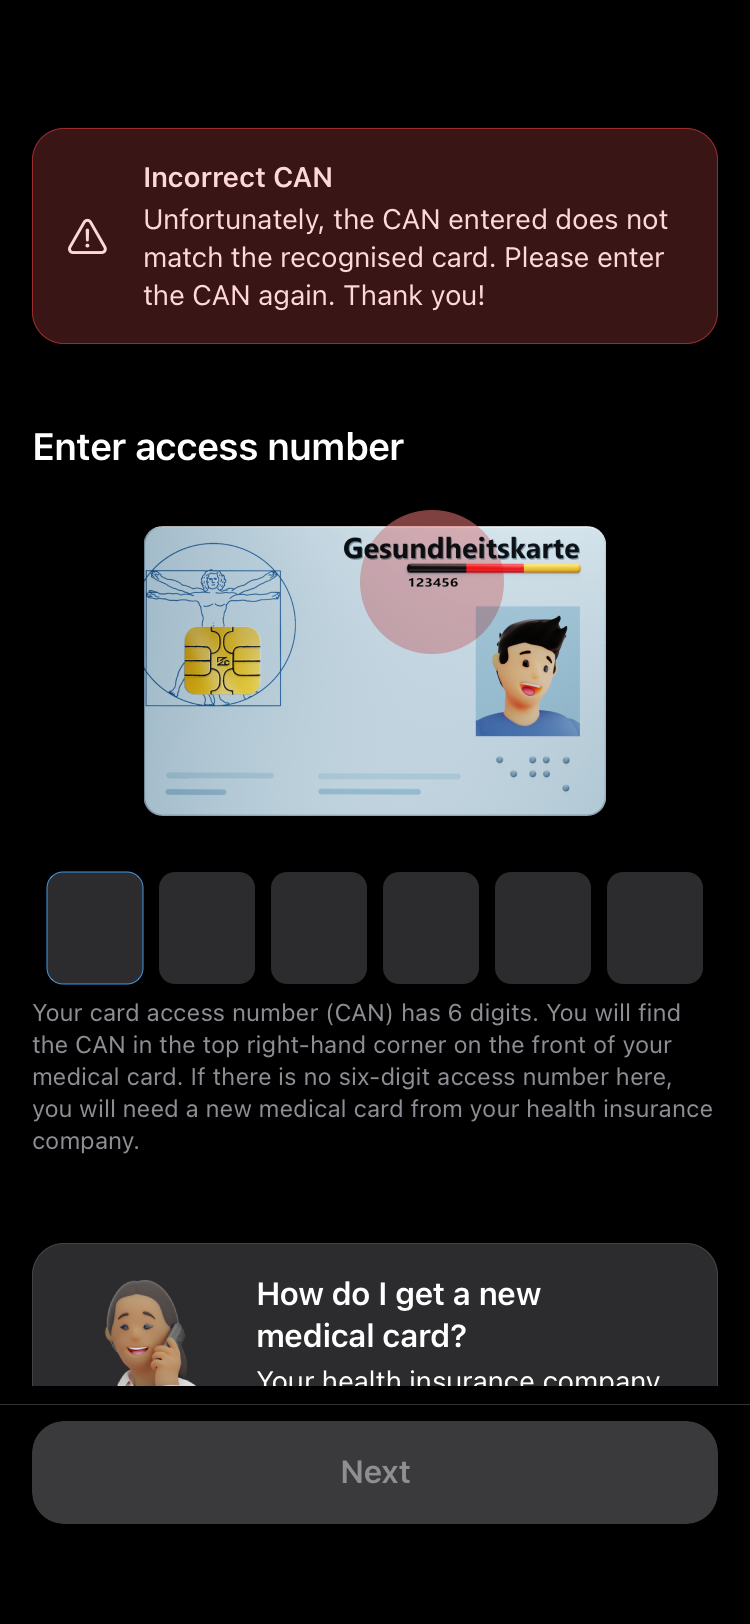 Incorrect CAN
Unfortunately, the CAN entered does not
match the recognised card. Please enter
the CAN again. Thank you!
Enter access number
Gesundheitskarte
123456
Your card access number (CAN) has 6 digits. You will find
the CAN in the top right-hand corner on the front of your
medical card. If there is no six-digit access number here,
you will need a new medical card from your health insurance
company.
How do I get a new
medical card?
Your health insurance company
Next